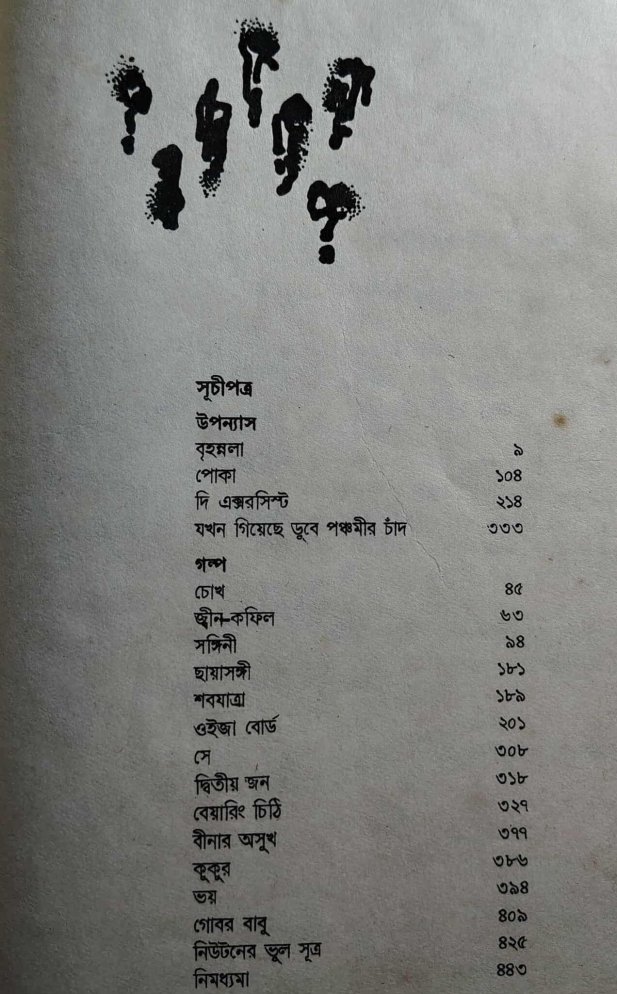 সূচীপত্র
উপন্যাস
বৃহন্নলা ৯
পোকা ১০৪
দি এক্সরসিস্ট ২১৪
যখন গিয়েছে ডুবে পঞ্চমীর চাঁদ ৩৩৩
গল্প
চোখ ৪৫
জ্বীন-কফিল ৬৩
সঙ্গিনী ৯৪
ছায়াসঙ্গী ১৮১
শবযাত্রা ১৮৯
ওইজা বোর্ড ২০১
সে ৩০৮
দ্বিতীয় জন ৩১৮
বেয়ারিং চিঠি ৩২৭
বীনার অসুখ ৩৭৭
কুকুর ৩৮৬
ভয় ৩৯৪
গোবর বাবু ৪০৯
নিউটনের ভুল সূত্র ৪২৫
নিমধ্যমা ৪৪৩